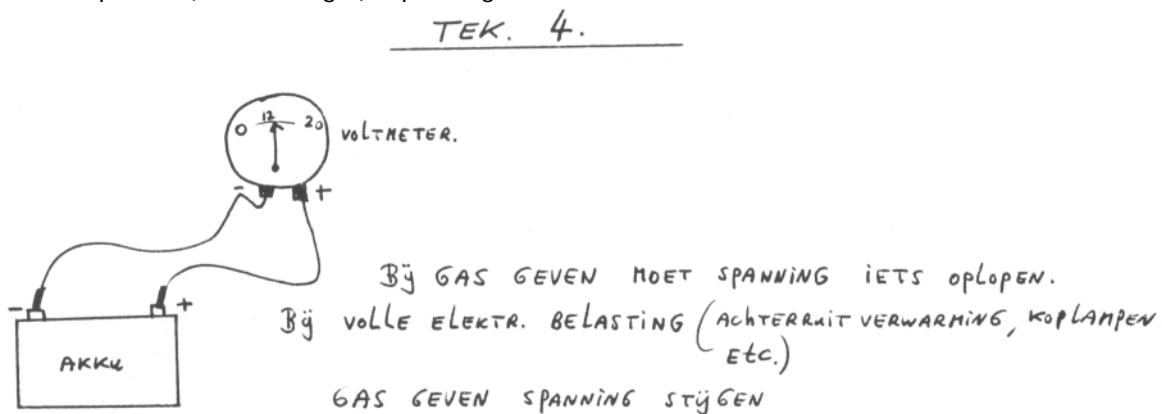 TEK. 4.
0 12 20
VOLTMETER.
- +
BIJ GAS GEVEN MOET SPANNING IETS OPLOPEN.
- +
BIJ VOLLE ELEKTR. BELASTING (ACHTERRUIT VERWARMING, KOPLAMPEN
ETC.)
AKKU
GAS GEVEN SPANNING STIJGEN